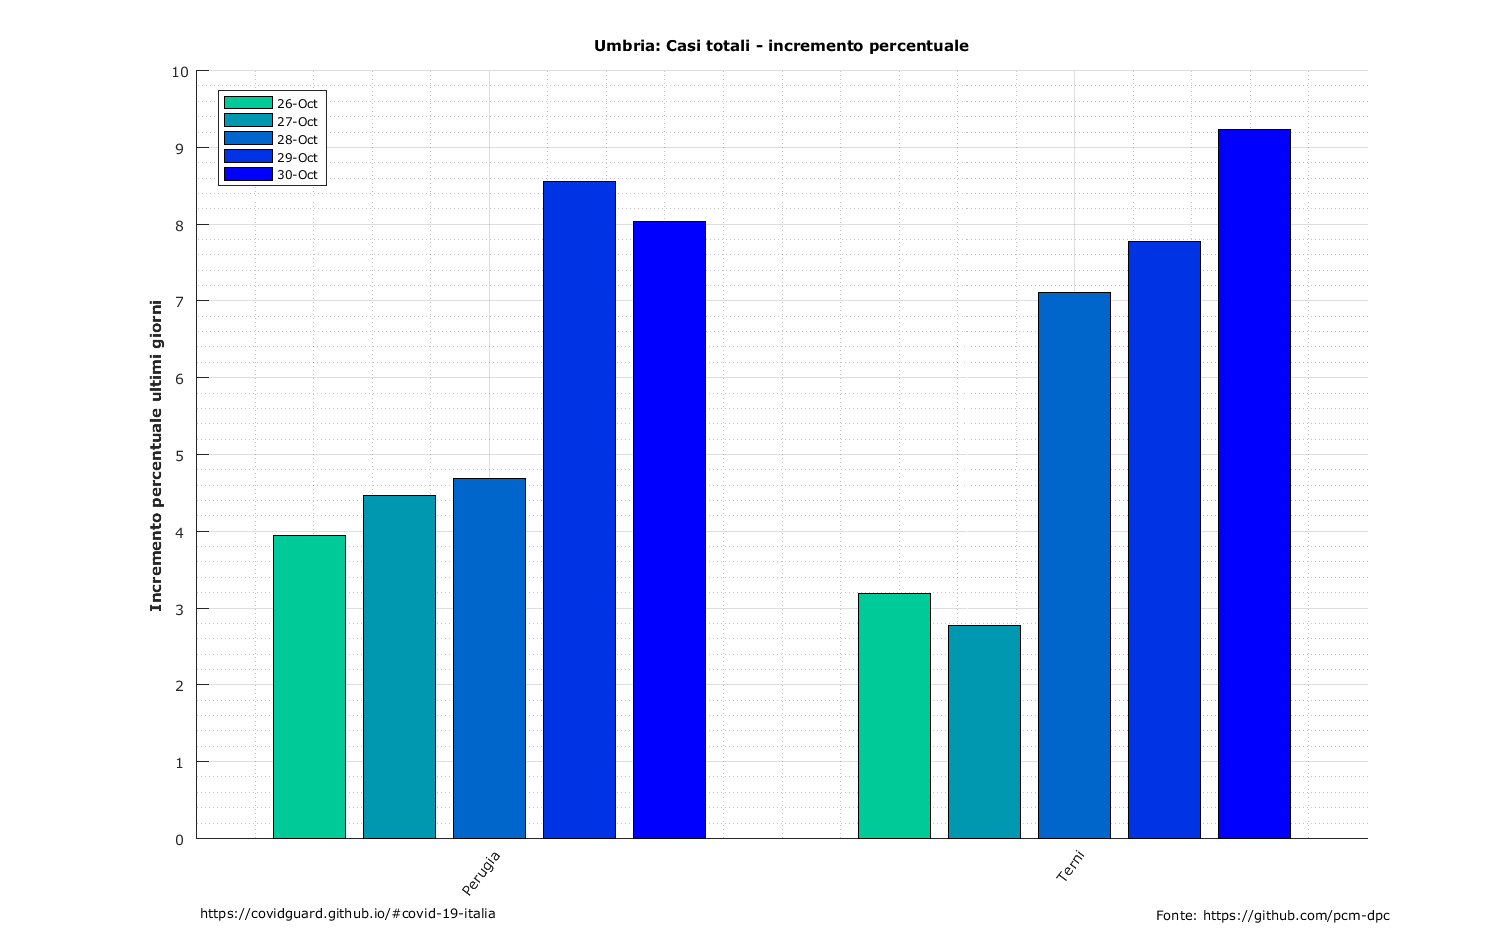 Umbria: Casi totali - incremento percentuale
10
9
8
7
6
5
4
3
2
1
0
Incremento percentuale ultimi giorni
26-Oct
27-Oct
28-Oct
29-Oct
30-Oct
Perugia
Terni
https://covidguard.github.io/#covid-19-italia
Fonte: https://github.com/pcm-dpc